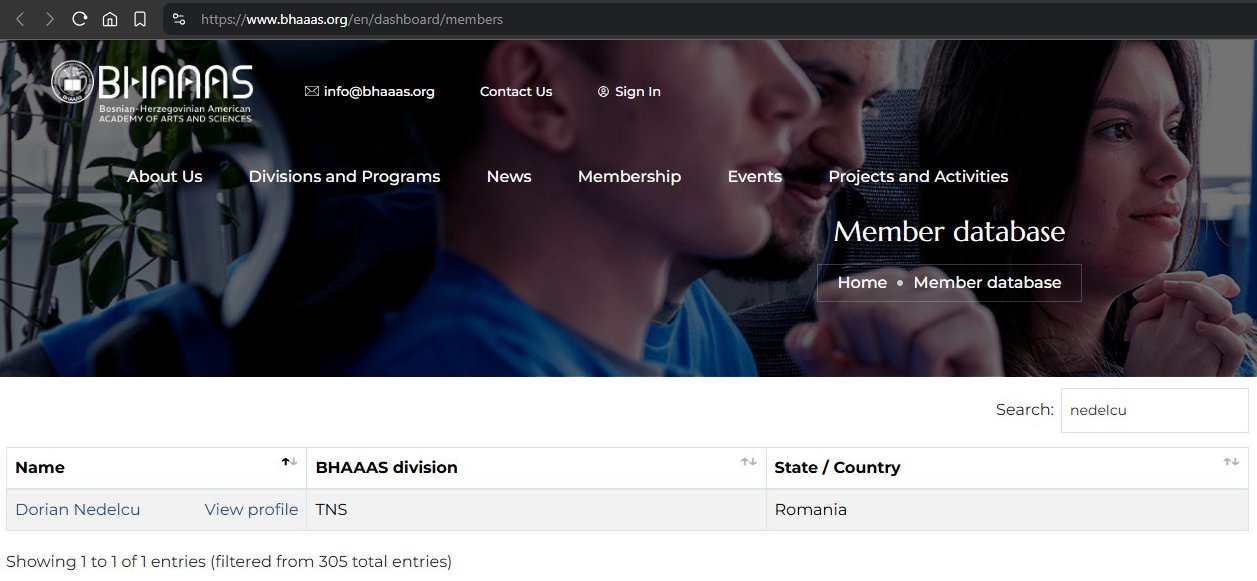 https://www.bhaaas.org/en/dashboard/members
BHAAAS
Bosnian-Herzegovinian American
ACADEMY OF ARTS AND SCIENCES
info@bhaaas.org Contact Us Sign In
About Us Divisions and Programs News Membership Events Projects and Activities
Member database
Home Member database
Search: nedelcu
Name BHAAAS division State / Country
Dorian Nedelcu View profile TNS Romania
Showing 1 to 1 of 1 entries (filtered from 305 total entries)